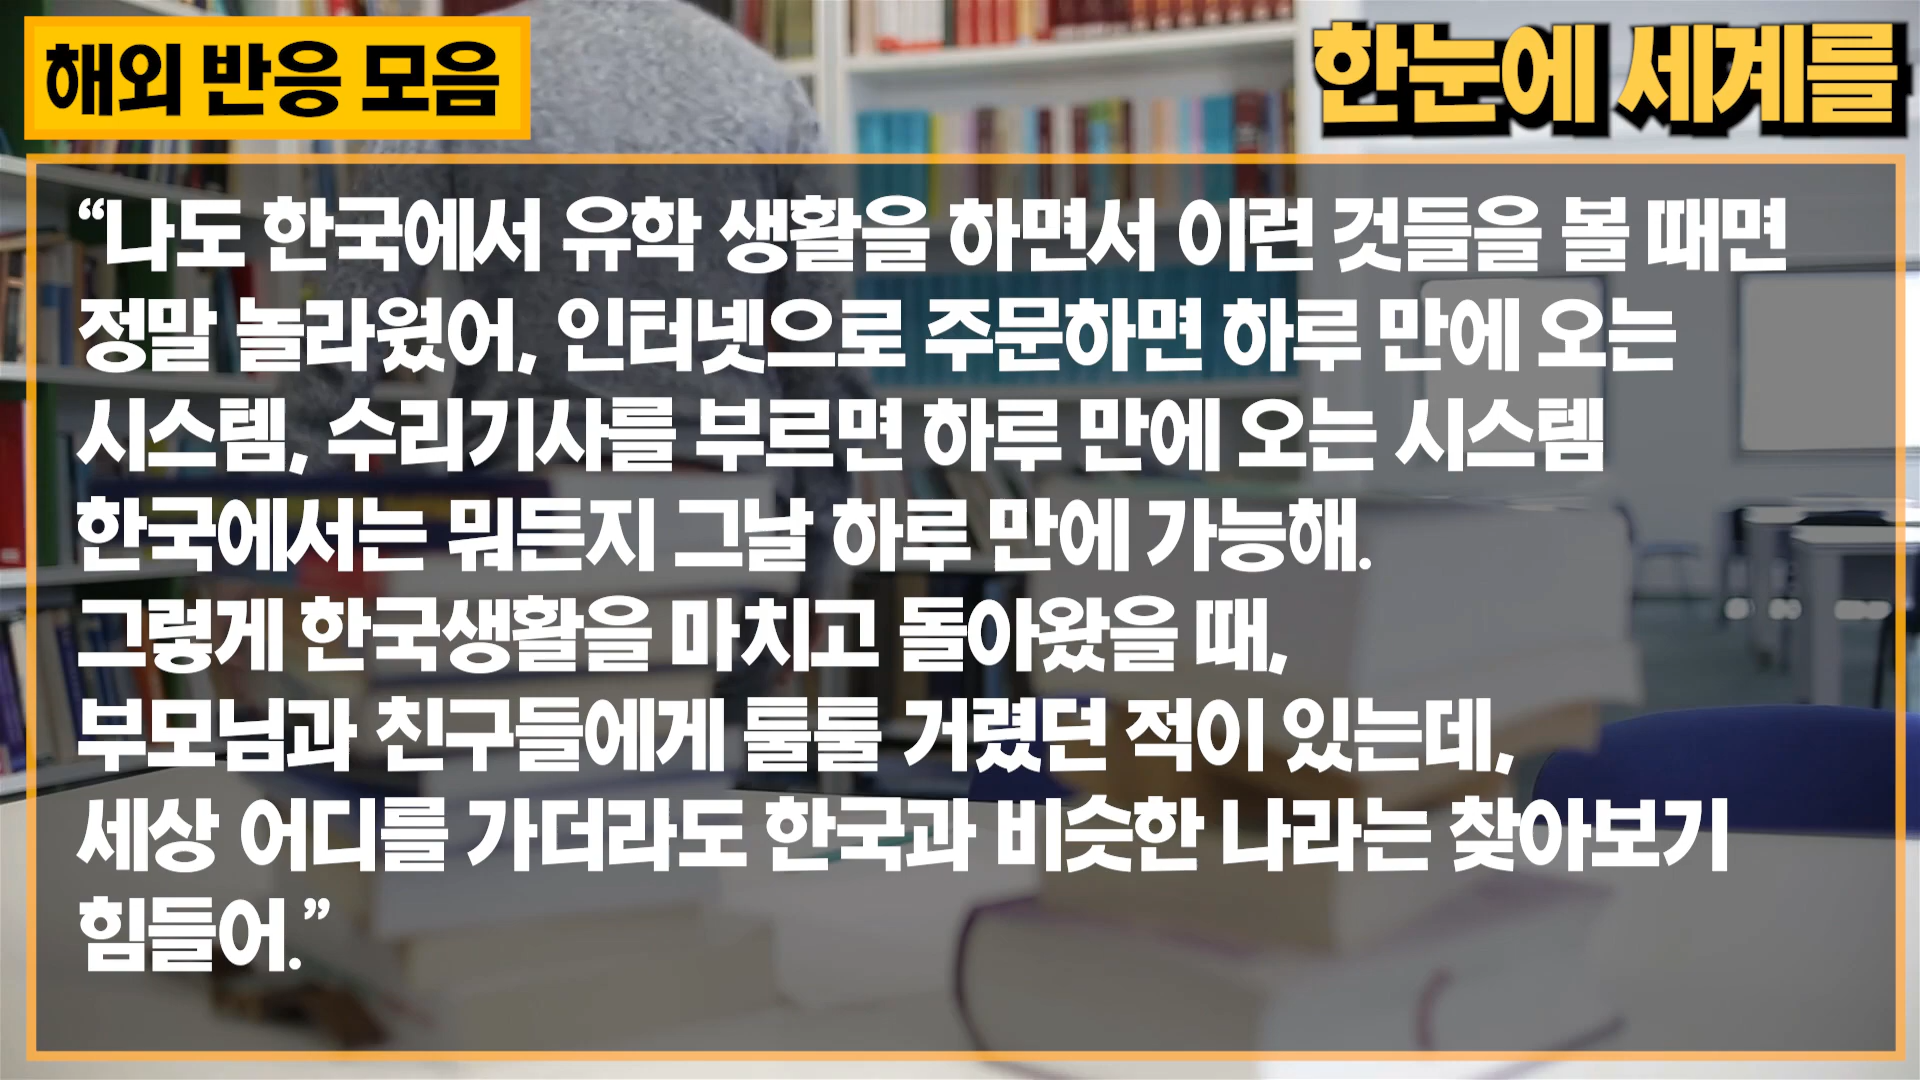 해외 반응 모음
한눈에 세계를
“나도 한국에서 유학 생활을 하면서 이런 것들을 볼 때면
정말 놀라웠어, 인터넷으로 주문하면 하루 만에 오는
시스템, 수리기사를 부르면 하루 만에 오는 시스템
한국에서는 뭐든지 그날 하루 만에 가능해.
그렇게 한국생활을 마치고 돌아왔을 때,
부모님과 친구들에게 툴툴 거렸던 적이 있는데,
세상 어디를 가더라도 한국과 비슷한 나라는 찾아보기
힘들어.”